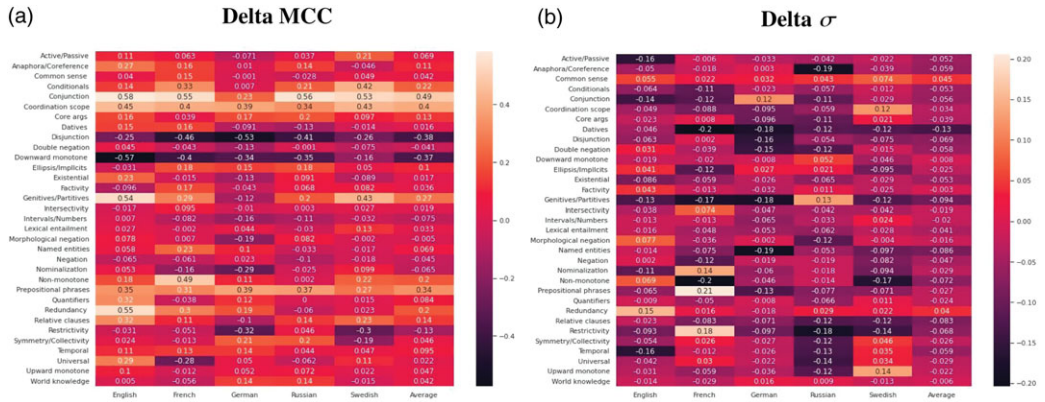 (a)
Delta MCC
Active/Passive 0.11 0.063 -0.071 0.037 0.21 0.069
Anaphora/Coreference 0.27 0.16 0.01 0.14 -0.046 0.11
Common sense 0.04 0.15 -0.001 -0.028 0.049 0.042
Conditionals 0.14 0.33 0.007 0.21 0.42 0.22
Conjunction 0.58 0.55 0.23 0.56 0.53 0.49
Coordination scope 0.45 0.4 0.39 0.34 0.43 0.4
Core args 0.16 0.039 0.17 0.2 0.097 0.13
Datives 0.15 0.16 -0.091 -0.13 -0.014 0.016
Disjunction -0.25 -0.46 -0.53 -0.41 -0.26 -0.38
Double negation 0.045 -0.043 -0.13 -0.001 -0.075 -0.041
Downward monotone -0.57 -0.4 -0.34 -0.35 -0.16 -0.37
Ellipsis/Implicits -0.031 0.18 0.15 0.18 0.05 0.1
Existential 0.23 -0.015 -0.13 0.091 -0.089 0.017
Factivity -0.096 0.17 -0.043 0.068 0.082 0.036
Genitives/Partitives 0.54 0.29 -0.12 0.2 0.43 0.27
Intersectivity -0.017 0.095 -0.01 0.003 0.027 0.019
Intervals/Numbers 0.007 -0.082 -0.16 -0.11 -0.032 -0.075
Lexical entailment 0.027 -0.002 0.044 -0.03 0.13 0.033
Morphological negation 0.078 0.007 -0.19 0.082 -0.002 -0.005
Named entities 0.058 0.23 0.1 -0.033 -0.017 0.069
Negation -0.065 -0.061 0.023 -0.1 -0.018 -0.045
Nominalization 0.053 -0.16 -0.29 -0.025 0.099 -0.065
Non-monotone 0.18 0.49 0.11 0.002 0.22 0.2
Prepositional phrases 0.35 0.31 0.39 0.37 0.27 0.34
Quantifiers 0.32 -0.038 0.12 0 0.015 0.084
Redundancy 0.55 0.3 0.19 -0.06 0.023 0.2
Relative clauses 0.32 0.11 -0.1 0.14 0.23 0.14
Restrictivity -0.031 -0.051 -0.32 0.046 -0.3 -0.13
Symmetry/Collectivity 0.024 -0.013 0.21 0.2 -0.19 0.046
Temporal 0.11 0.13 0.14 0.044 0.047 0.095
Universal 0.29 -0.28 0.05 -0.062 0.11 0.022
Upward monotone 0.1 -0.012 0.052 0.072 0.022 0.047
World knowledge 0.005 -0.056 0.14 0.14 -0.015 0.042
English French German Russian Swedish Average
0.4
0.2
0.0
-0.2
-0.4
(b)
Delta σ
Active/Passive -0.16 -0.006 -0.033 -0.042 -0.022 -0.052
Anaphora/Coreference -0.05 -0.018 0.003 -0.19 -0.039 -0.059
Common sense 0.055 0.022 0.032 0.043 0.074 0.045
Conditionals -0.064 -0.11 -0.023 -0.057 -0.012 -0.053
Conjunction -0.14 -0.12 0.12 -0.11 -0.029 -0.056
Coordination scope -0.049 -0.088 -0.095 -0.059 0.12 -0.034
Core args -0.023 0.008 -0.096 -0.11 0.021 -0.039
Datives -0.046 -0.2 -0.18 -0.12 -0.12 -0.13
Disjunction -0.063 0.002 -0.16 -0.054 -0.075 -0.069
Double negation 0.031 -0.039 -0.15 -0.12 -0.015 -0.058
Downward monotone -0.019 -0.02 -0.008 0.052 -0.046 -0.008
Ellipsis/Implicits 0.041 -0.12 0.027 0.021 -0.095 -0.025
Existential -0.086 -0.059 -0.026 -0.065 -0.029 -0.053
Factivity 0.043 -0.013 -0.032 0.011 -0.025 -0.003
Genitives/Partitives -0.13 -0.17 -0.18 0.13 -0.12 -0.094
Intersectivity -0.038 0.074 -0.047 -0.042 -0.042 -0.019
Intervals/Numbers -0.013 -0.051 -0.012 -0.053 0.024 -0.02
Lexical entailment -0.016 -0.048 -0.053 -0.062 -0.028 -0.041
Morphological negation 0.077 -0.036 -0.002 -0.12 -0.004 -0.016
Named entities -0.014 -0.075 -0.19 -0.053 -0.097 -0.086
Negation 0.002 -0.12 -0.019 -0.019 -0.082 -0.047
Nominalization -0.11 0.14 -0.06 -0.018 -0.094 -0.029
Non-monotone 0.069 -0.2 -0.046 -0.014 -0.17 -0.072
Prepositional phrases -0.065 0.21 -0.13 -0.077 -0.071 -0.027
Quantifiers -0.009 -0.05 -0.008 -0.066 0.011 -0.024
Redundancy 0.15 0.016 -0.018 0.029 0.022 0.04
Relative clauses -0.023 -0.083 -0.071 -0.12 -0.12 -0.083
Restrictivity -0.093 0.18 -0.097 -0.18 -0.14 -0.068
Symmetry/Collectivity -0.054 0.026 -0.027 -0.12 0.046 -0.026
Temporal -0.16 -0.012 -0.026 -0.13 0.035 -0.059
Universal -0.042 0.03 -0.022 -0.14 0.035 -0.029
Upward monotone -0.031 -0.059 -0.036 -0.12 0.14 -0.022
World knowledge -0.014 -0.029 0.016 0.009 -0.013 -0.006
English French German Russian Swedish Average
0.20
0.15
0.10
0.05
0.00
-0.05
-0.10
-0.15
-0.20